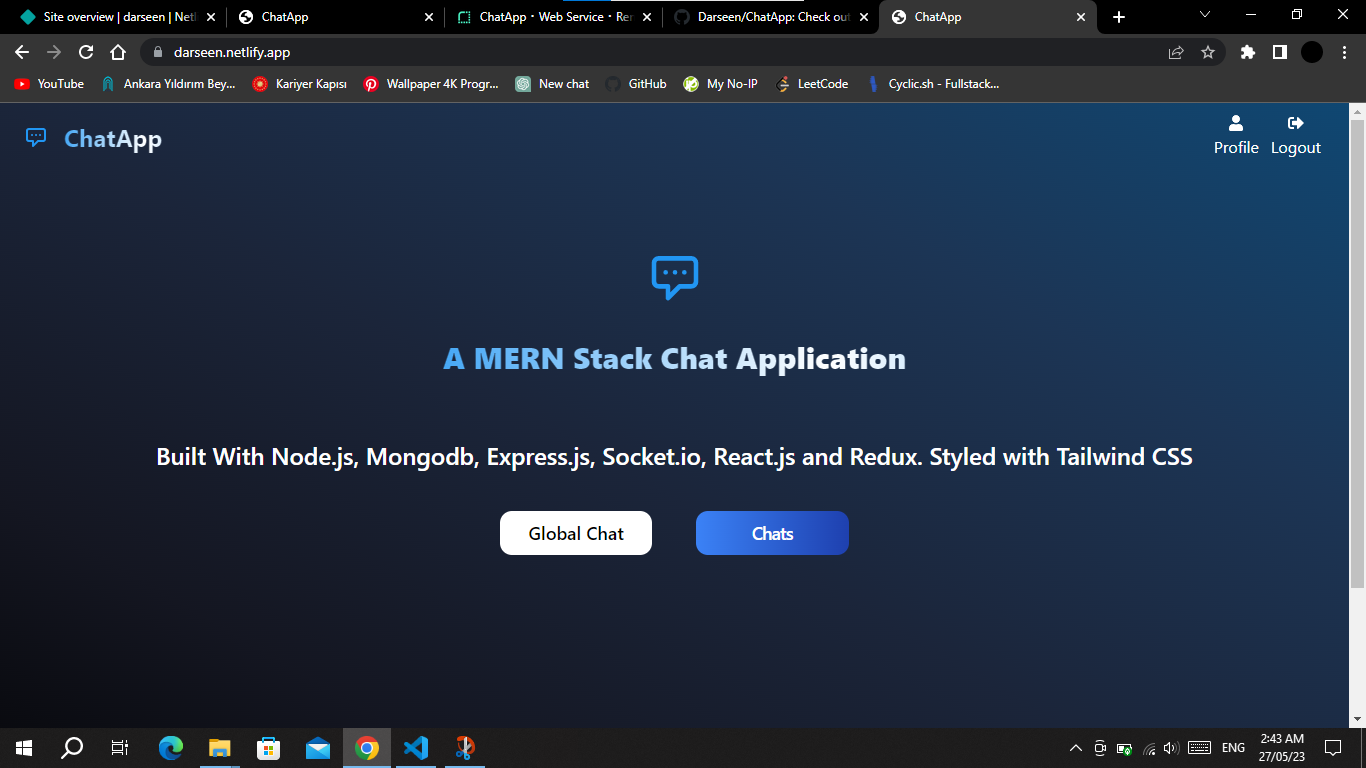 Site overview | darseen | Netl
ChatApp
ChatApp · Web Service · Ren
Darseen/ChatApp: Check out
ChatApp
darseen.netlify.app
YouTube
Ankara Yıldırım Bey...
Kariyer Kapısı
Wallpaper 4K Progr...
New chat
GitHub
My No-IP
LeetCode
Cyclic.sh - Fullstack...
ChatApp
Profile
Logout
A MERN Stack Chat Application
Built With Node.js, Mongodb, Express.js, Socket.io, React.js and Redux. Styled with Tailwind CSS
Global Chat
Chats
ENG
2:43 AM
27/05/23